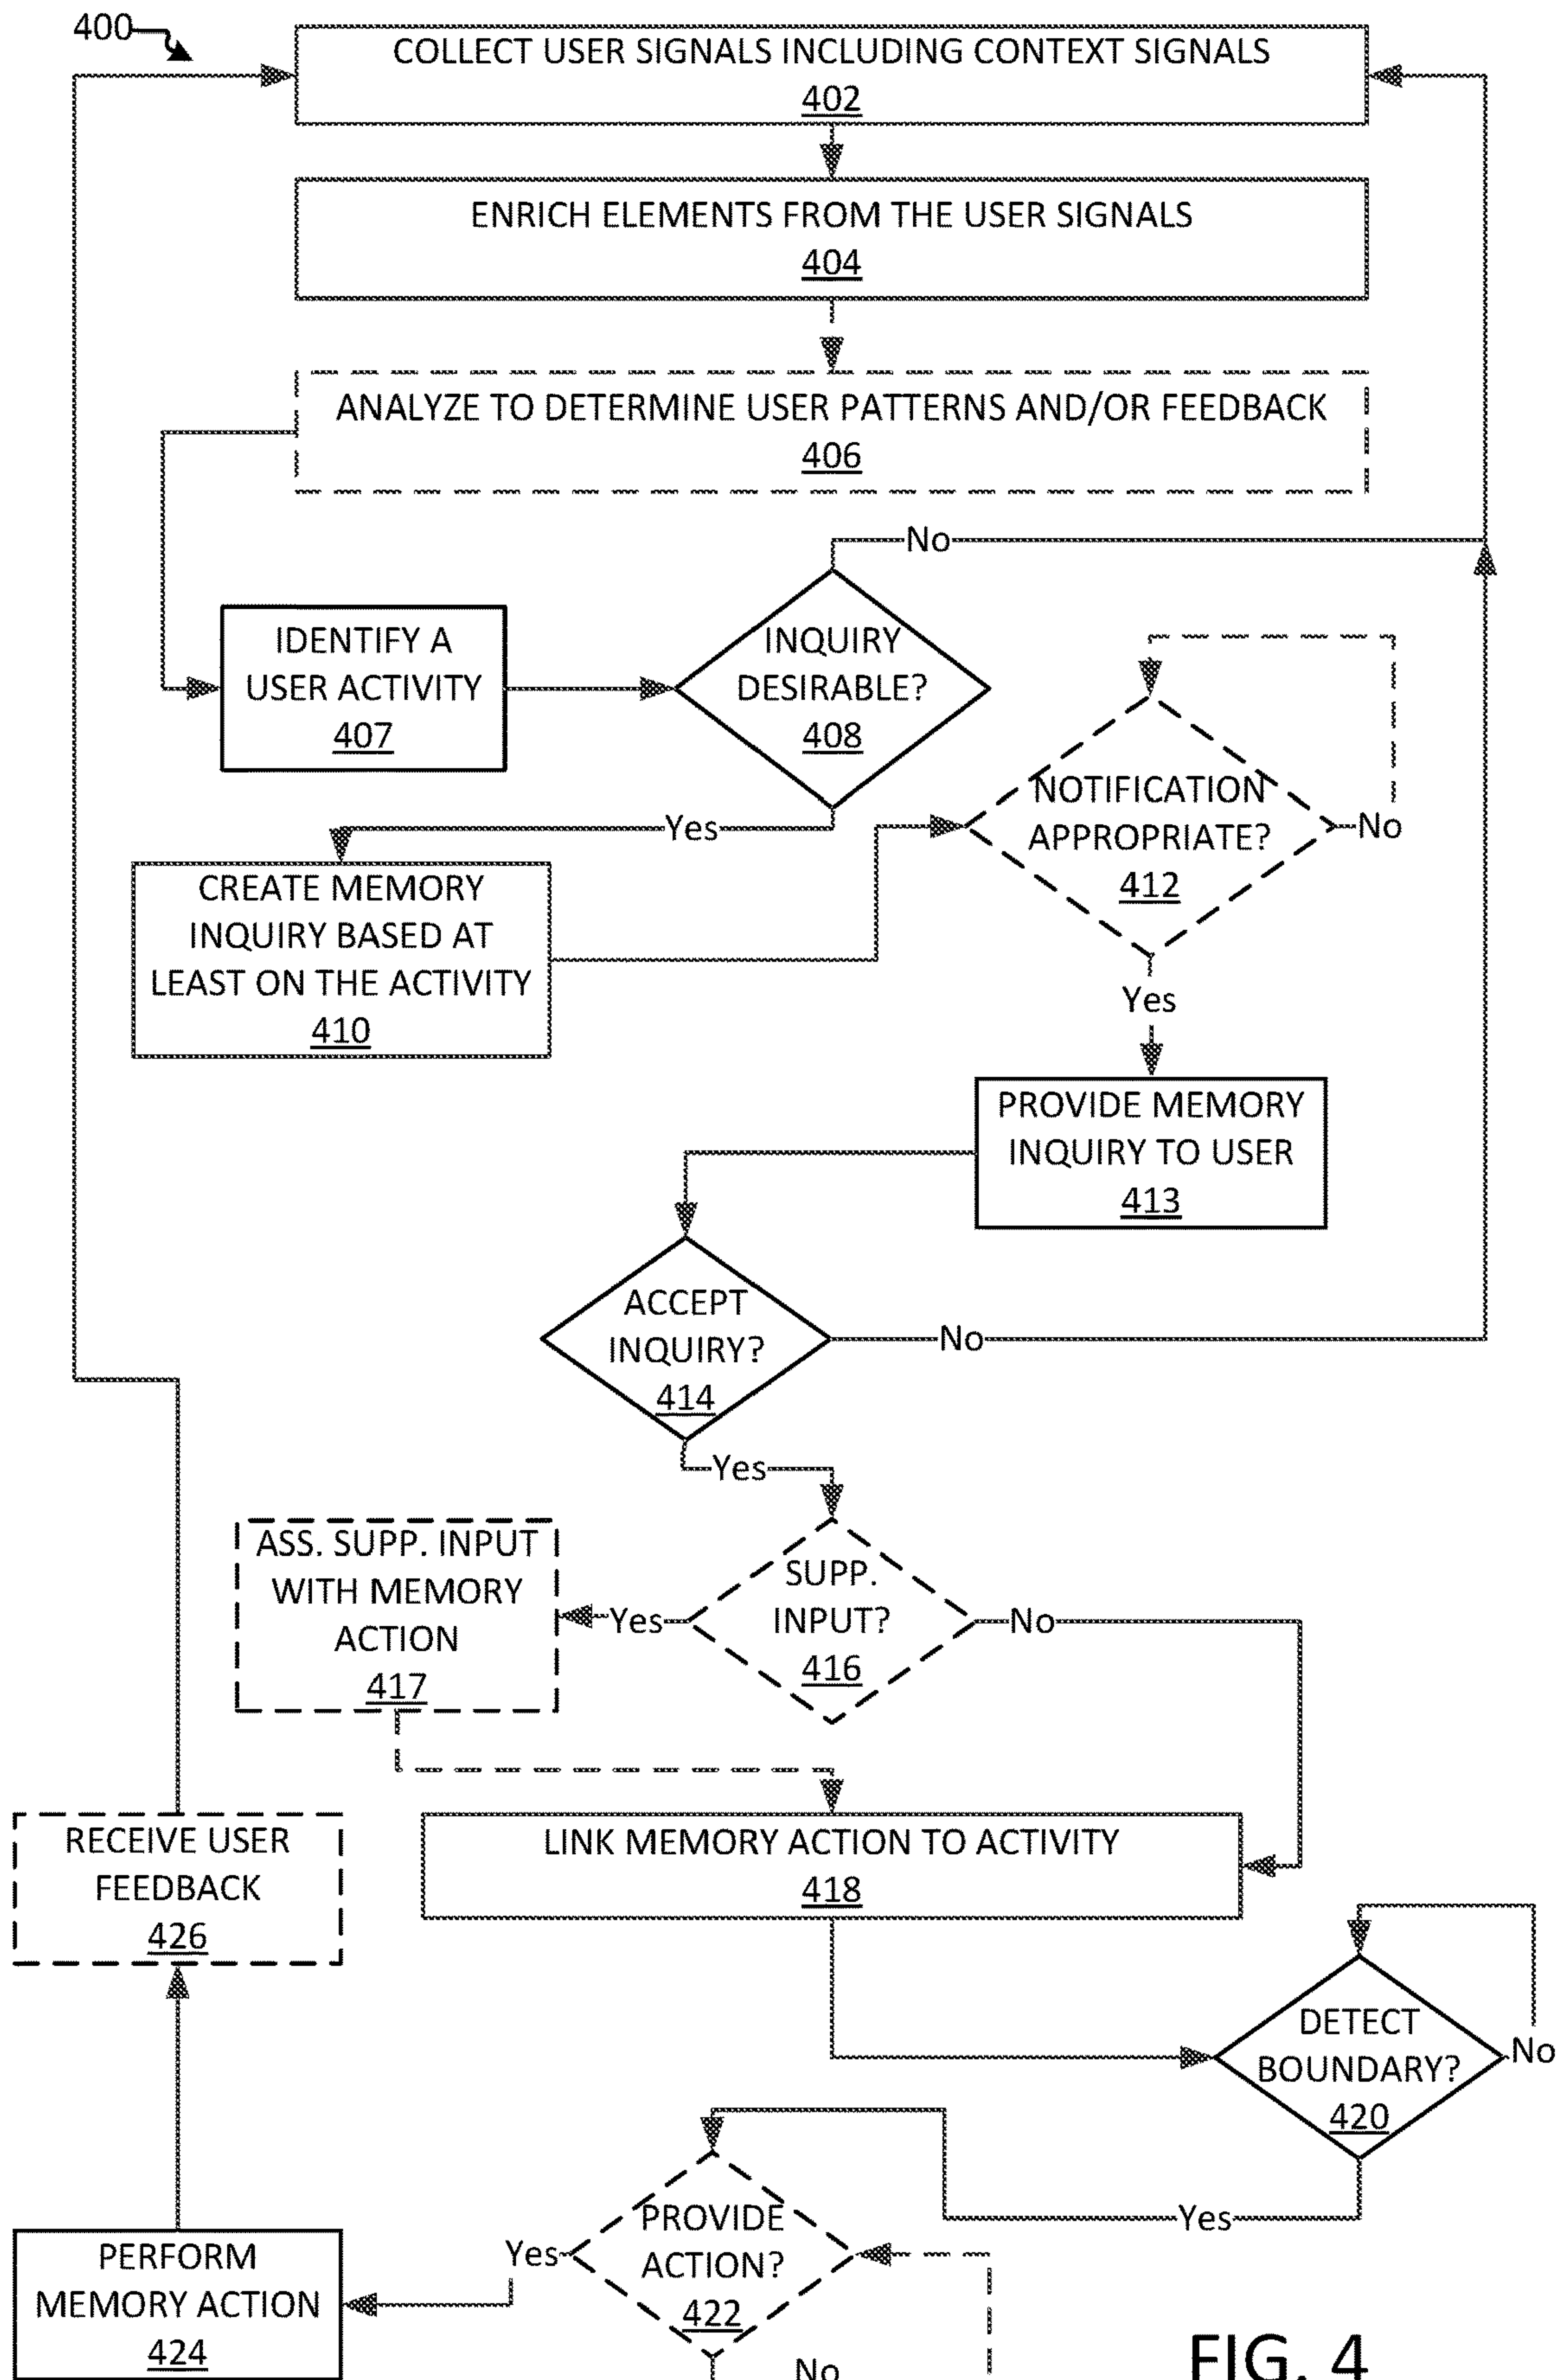 400
COLLECT USER SIGNALS INCLUDING CONTEXT SIGNALS
402
ENRICH ELEMENTS FROM THE USER SIGNALS
404
ANALYZE TO DETERMINE USER PATTERNS AND/OR FEEDBACK
406
No
IDENTIFY A
USER ACTIVITY
407
INQUIRY
DESIRABLE?
408
NOTIFICATION
APPROPRIATE?
412
No
Yes
CREATE MEMORY
INQUIRY BASED AT
LEAST ON THE ACTIVITY
410
Yes
PROVIDE MEMORY
INQUIRY TO USER
413
ACCEPT
INQUIRY?
414
No
Yes
ASS. SUPP. INPUT
WITH MEMORY
ACTION
417
Yes
SUPP.
INPUT?
416
No
LINK MEMORY ACTION TO ACTIVITY
418
RECEIVE USER
FEEDBACK
426
DETECT
BOUNDARY?
420
No
Yes
PROVIDE
ACTION?
422
Yes
No
PERFORM
MEMORY ACTION
424
FIG. 4